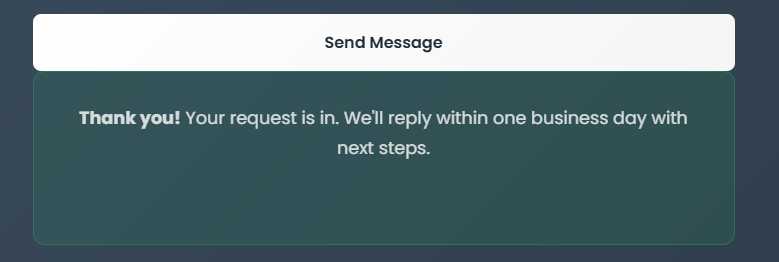 Send Message
Thank you! Your request is in. We'll reply within one business day with
next steps.